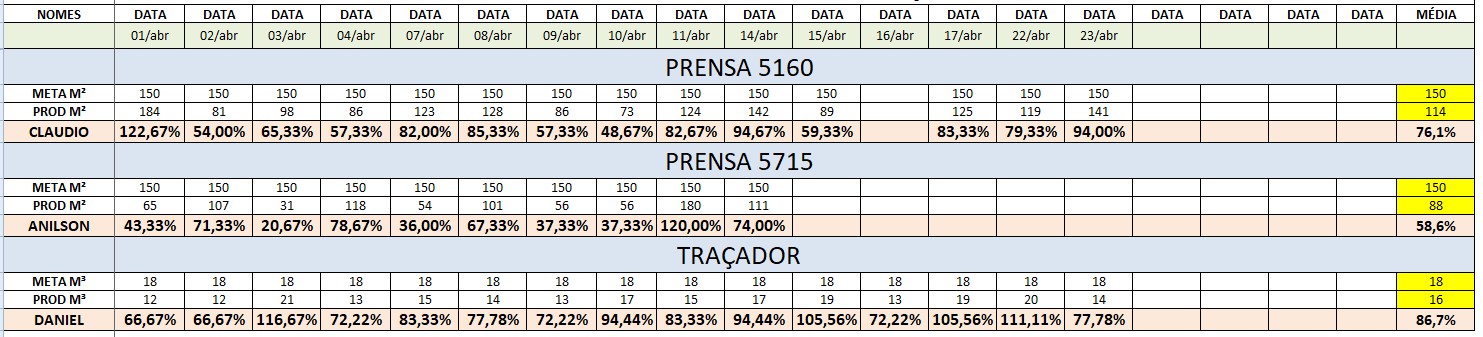 NOMES DATA DATA DATA DATA DATA DATA DATA DATA DATA DATA DATA DATA DATA DATA DATA DATA DATA DATA DATA MÉDIA
01/abr 02/abr 03/abr 04/abr 07/abr 08/abr 09/abr 10/abr 11/abr 14/abr 15/abr 16/abr 17/abr 22/abr 23/abr
PRENSA 5160
META M² 150 150 150 150 150 150 150 150 150 150 150 150 150 150 150
PROD M² 184 81 98 86 123 128 86 73 124 142 89 125 119 141 114
CLAUDIO 122,67% 54,00% 65,33% 57,33% 82,00% 85,33% 57,33% 48,67% 82,67% 94,67% 59,33% 83,33% 79,33% 94,00% 76,1%
PRENSA 5715
META M² 150 150 150 150 150 150 150 150 150 150 150
PROD M² 65 107 31 118 54 101 56 56 180 111 88
ANILSON 43,33% 71,33% 20,67% 78,67% 36,00% 67,33% 37,33% 37,33% 120,00% 74,00% 58,6%
TRAÇADOR
META M³ 18 18 18 18 18 18 18 18 18 18 18 18 18 18 18 18
PROD M³ 12 12 21 13 15 14 13 17 15 17 19 13 19 20 14 16
DANIEL 66,67% 66,67% 116,67% 72,22% 83,33% 77,78% 72,22% 94,44% 83,33% 94,44% 105,56% 72,22% 105,56% 111,11% 77,78% 86,7%